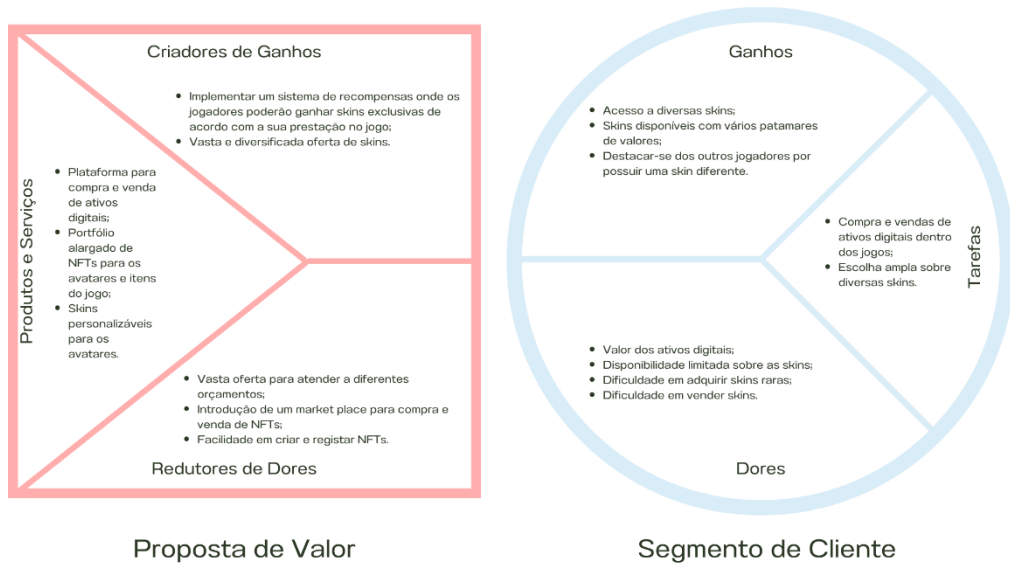 Criadores de Ganhos
• Implementar um sistema de recompensas onde os
jogadores poderão ganhar skins exclusivas de
acordo com a sua prestação no jogo;
• Vasta e diversificada oferta de skins.
Produtos e Serviços
• Plataforma para
compra e venda
de ativos
digitais;
• Portfólio
alargado de
NFTs para os
avatares e itens
do jogo;
• Skins
personalizáveis
para os
avatares.
• Vasta oferta para atender a diferentes
orçamentos;
• Introdução de um market place para compra e
venda de NFTs;
• Facilidade em criar e registar NFTs.
Redutores de Dores
Proposta de Valor
Ganhos
• Acesso a diversas skins;
• Skins disponíveis com vários patamares
de valores;
• Destacar-se dos outros jogadores por
possuir uma skin diferente.
• Compra e vendas de
ativos digitais dentro
dos jogos;
• Escolha ampla sobre
diversas skins.
Tarefas
• Valor dos ativos digitais;
• Disponibilidade limitada sobre as skins;
• Dificuldade em adquirir skins raras;
• Dificuldade em vender skins.
Dores
Segmento de Cliente